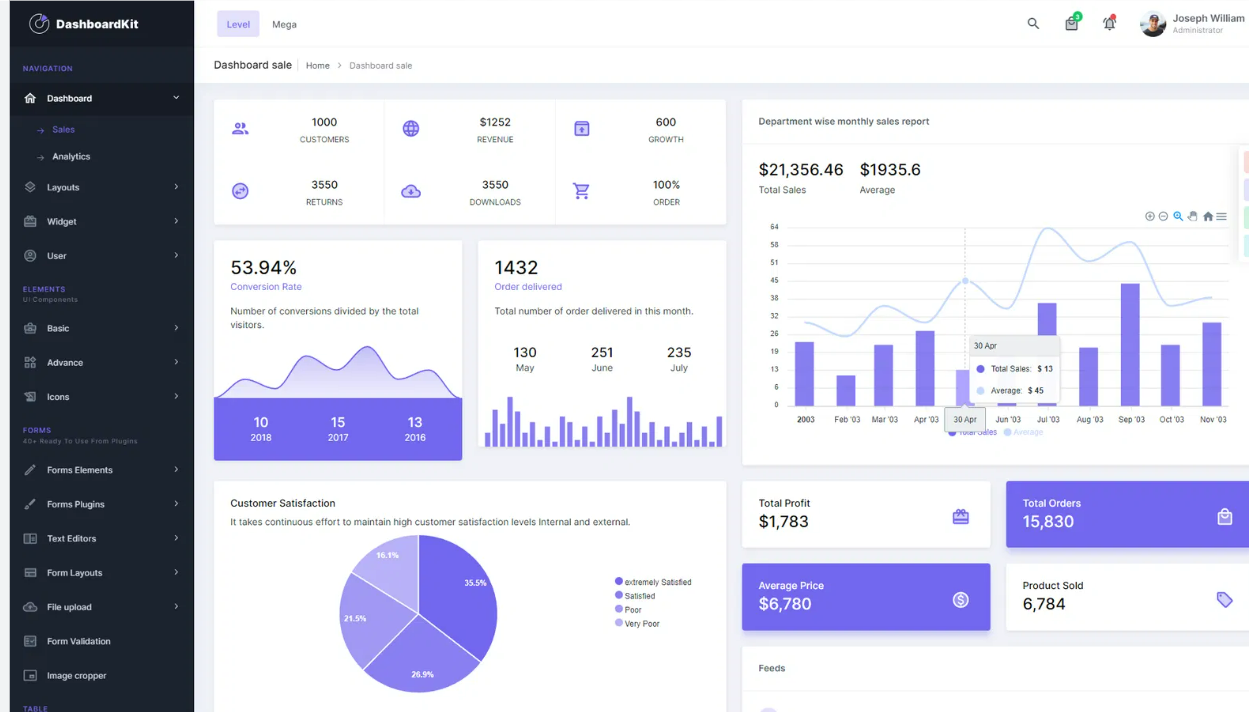 DashboardKit
NAVIGATION
Dashboard
Sales
Analytics
Layouts
Widget
User
ELEMENTS
UI Components
Basic
Advance
Icons
FORMS
40+ Ready To Use From Plugins
Forms Elements
Forms Plugins
Text Editors
Form Layouts
File upload
Form Validation
Image cropper
TABLE
Level Mega
3
Joseph William
Administrator
Dashboard sale Home > Dashboard sale
1000
CUSTOMERS
$1252
REVENUE
600
GROWTH
3550
RETURNS
3550
DOWNLOADS
100%
ORDER
53.94%
Conversion Rate
Number of conversions divided by the total
visitors.
10 15 13
2018 2017 2016
1432
Order delivered
Total number of order delivered in this month.
130 251 235
May June July
Customer Satisfaction
It takes continuous effort to maintain high customer satisfaction levels Internal and external.
16.1%
35.5%
21.5%
26.9%
extremely Satisfied
Satisfied
Poor
Very Poor
Department wise monthly sales report
$21,356.46 $1935.6
Total Sales Average
64
58
51
45
38
32
26
19
13
6
0
30 Apr
Total Sales: $ 13
Average: $ 45
2003 Feb '03 Mar '03 Apr '03 30 Apr Jun '03 Jul '03 Aug '03 Sep '03 Oct '03 Nov '03
Total Sales Average
Total Profit
$1,783
Total Orders
15,830
Average Price
$6,780
Product Sold
6,784
Feeds